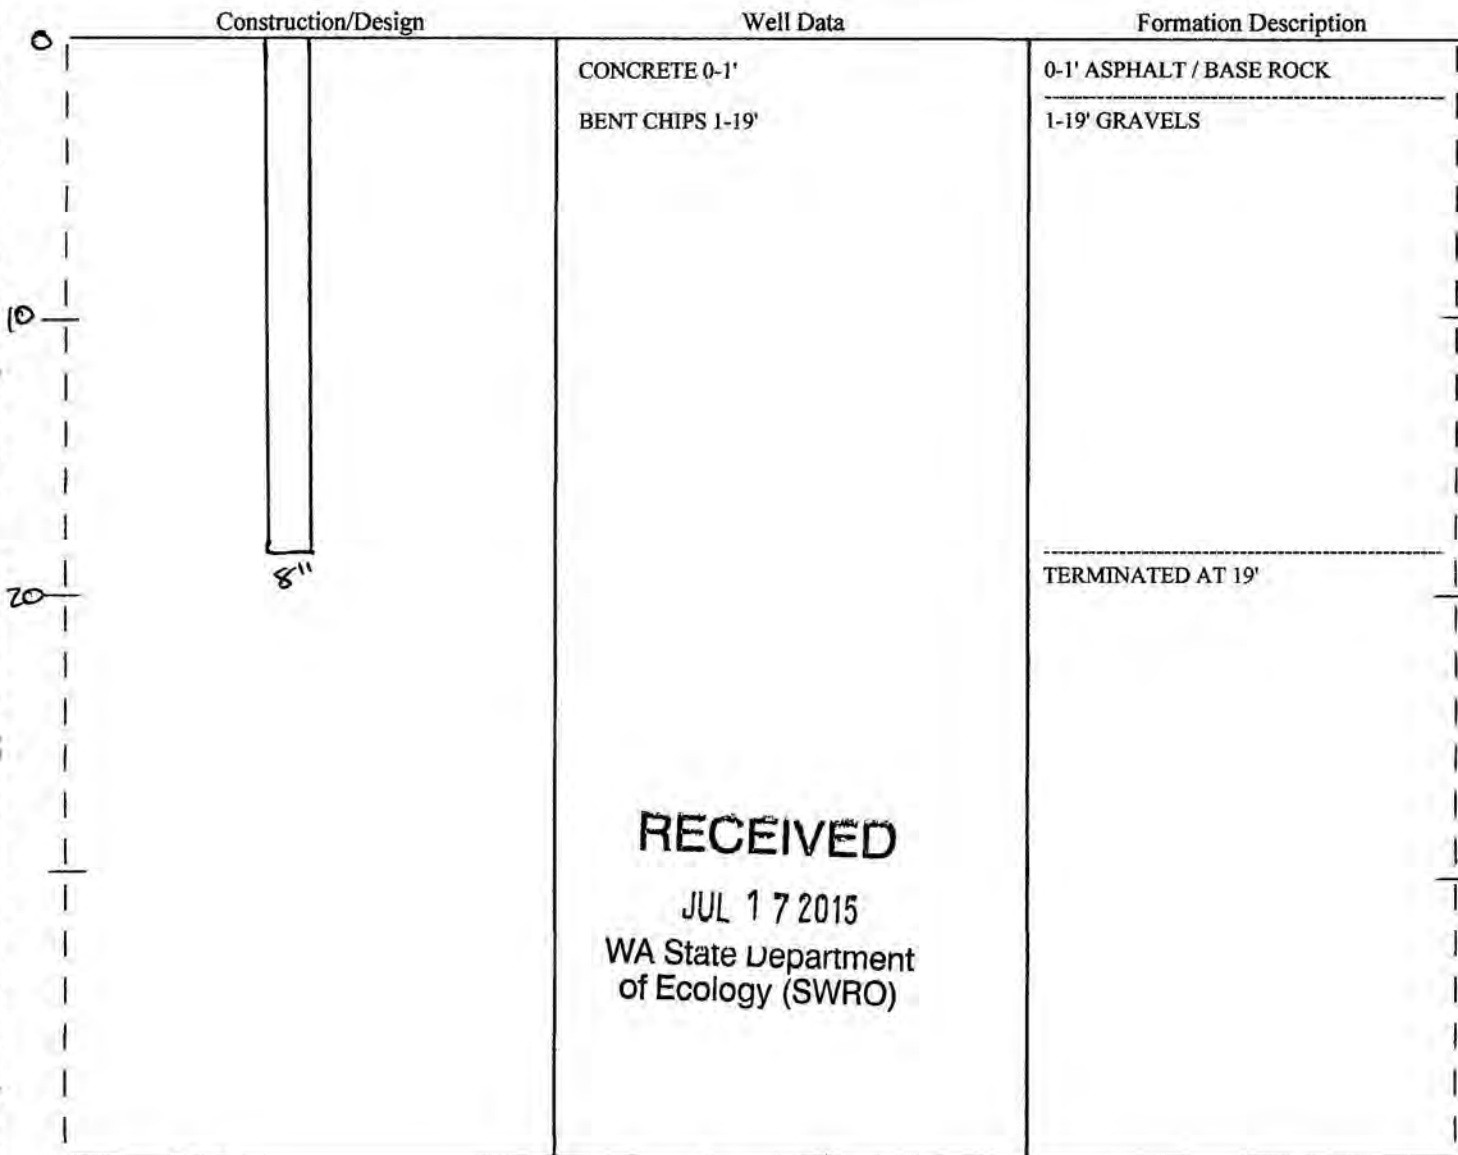 Construction/Design
Well Data
Formation Description
0
CONCRETE 0-1'
0-1' ASPHALT / BASE ROCK
BENT CHIPS 1-19'
1-19' GRAVELS
10
8"
TERMINATED AT 19'
20
RECEIVED
JUL 17 2015
WA State Department
of Ecology (SWRO)